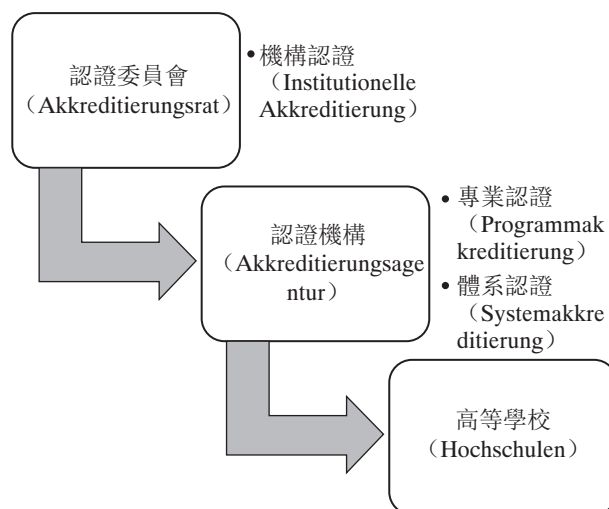 認證委員會
（Akkreditierungsrat）
• 機構認證
（Institutionelle
Akkreditierung）
認證機構
（Akkreditierungsage
ntur）
• 專業認證
（Programmak
kreditierung）
• 體系認證
（Systemakkre
ditierung）
高等學校
（Hochschulen）